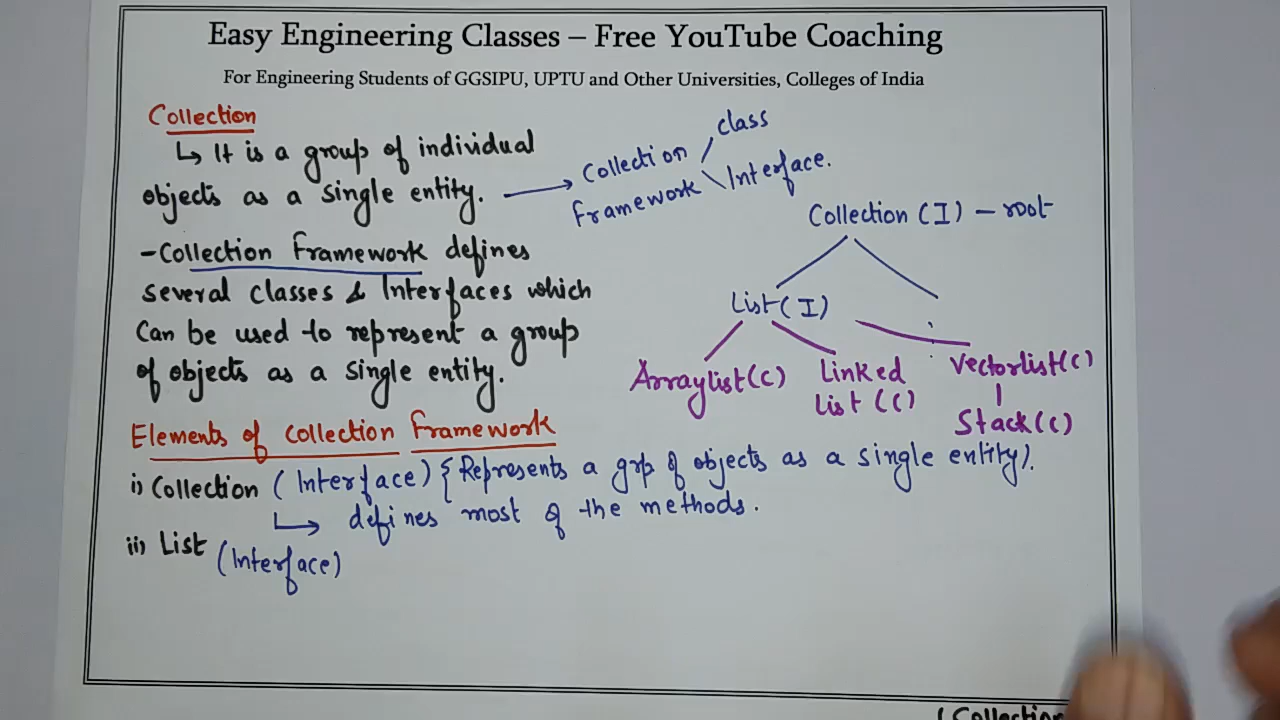 Easy Engineering Classes – Free YouTube Coaching
For Engineering Students of GGSIPU, UPTU and Other Universities, Colleges of India
Collection
↳ It is a group of individual
objects as a single entity. → Collection
framework
class
Interface.
- Collection Framework defines
several classes & Interfaces which
can be used to represent a group
of objects as a single entity.
Collection (I) – root
List (I)
Arraylist(C)
Linked
List (C)
Vectorlist(C)
Stack(C)
Elements of collection framework
i) Collection (Interface) {Represents a grp of objects as a single entity).
↳ defines most of the methods.
ii) List (Interface)
(Collection